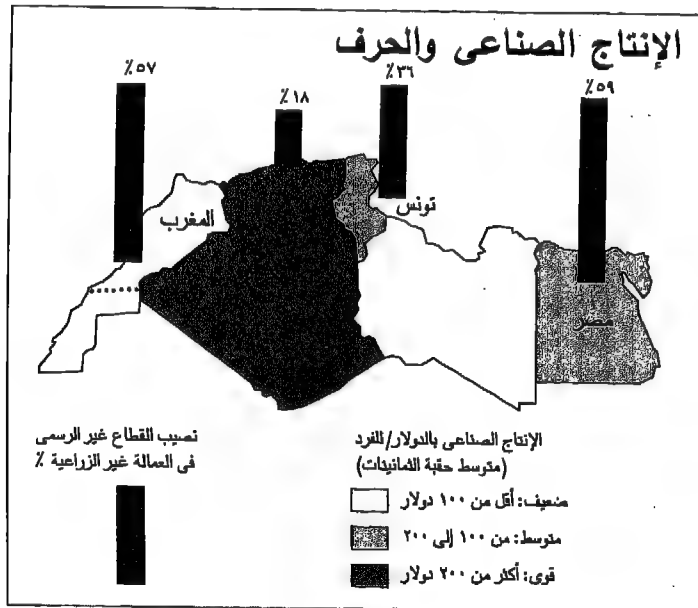 الإنتاج الصناعى والحرف
٥٧٪
١٨٪
٣٦٪
٥٩٪
المغرب
تونس
مصر
الإنتاج الصناعى بالدولار/للفرد
(متوسط حقبة الثمانينات)
ضعيف: أقل من ١٠٠ دولار
متوسط: من ١٠٠ إلى ٢٠٠
قوى: أكثر من ٢٠٠ دولار
نصيب القطاع غير الرسمى
فى العمالة غير الزراعية ٪